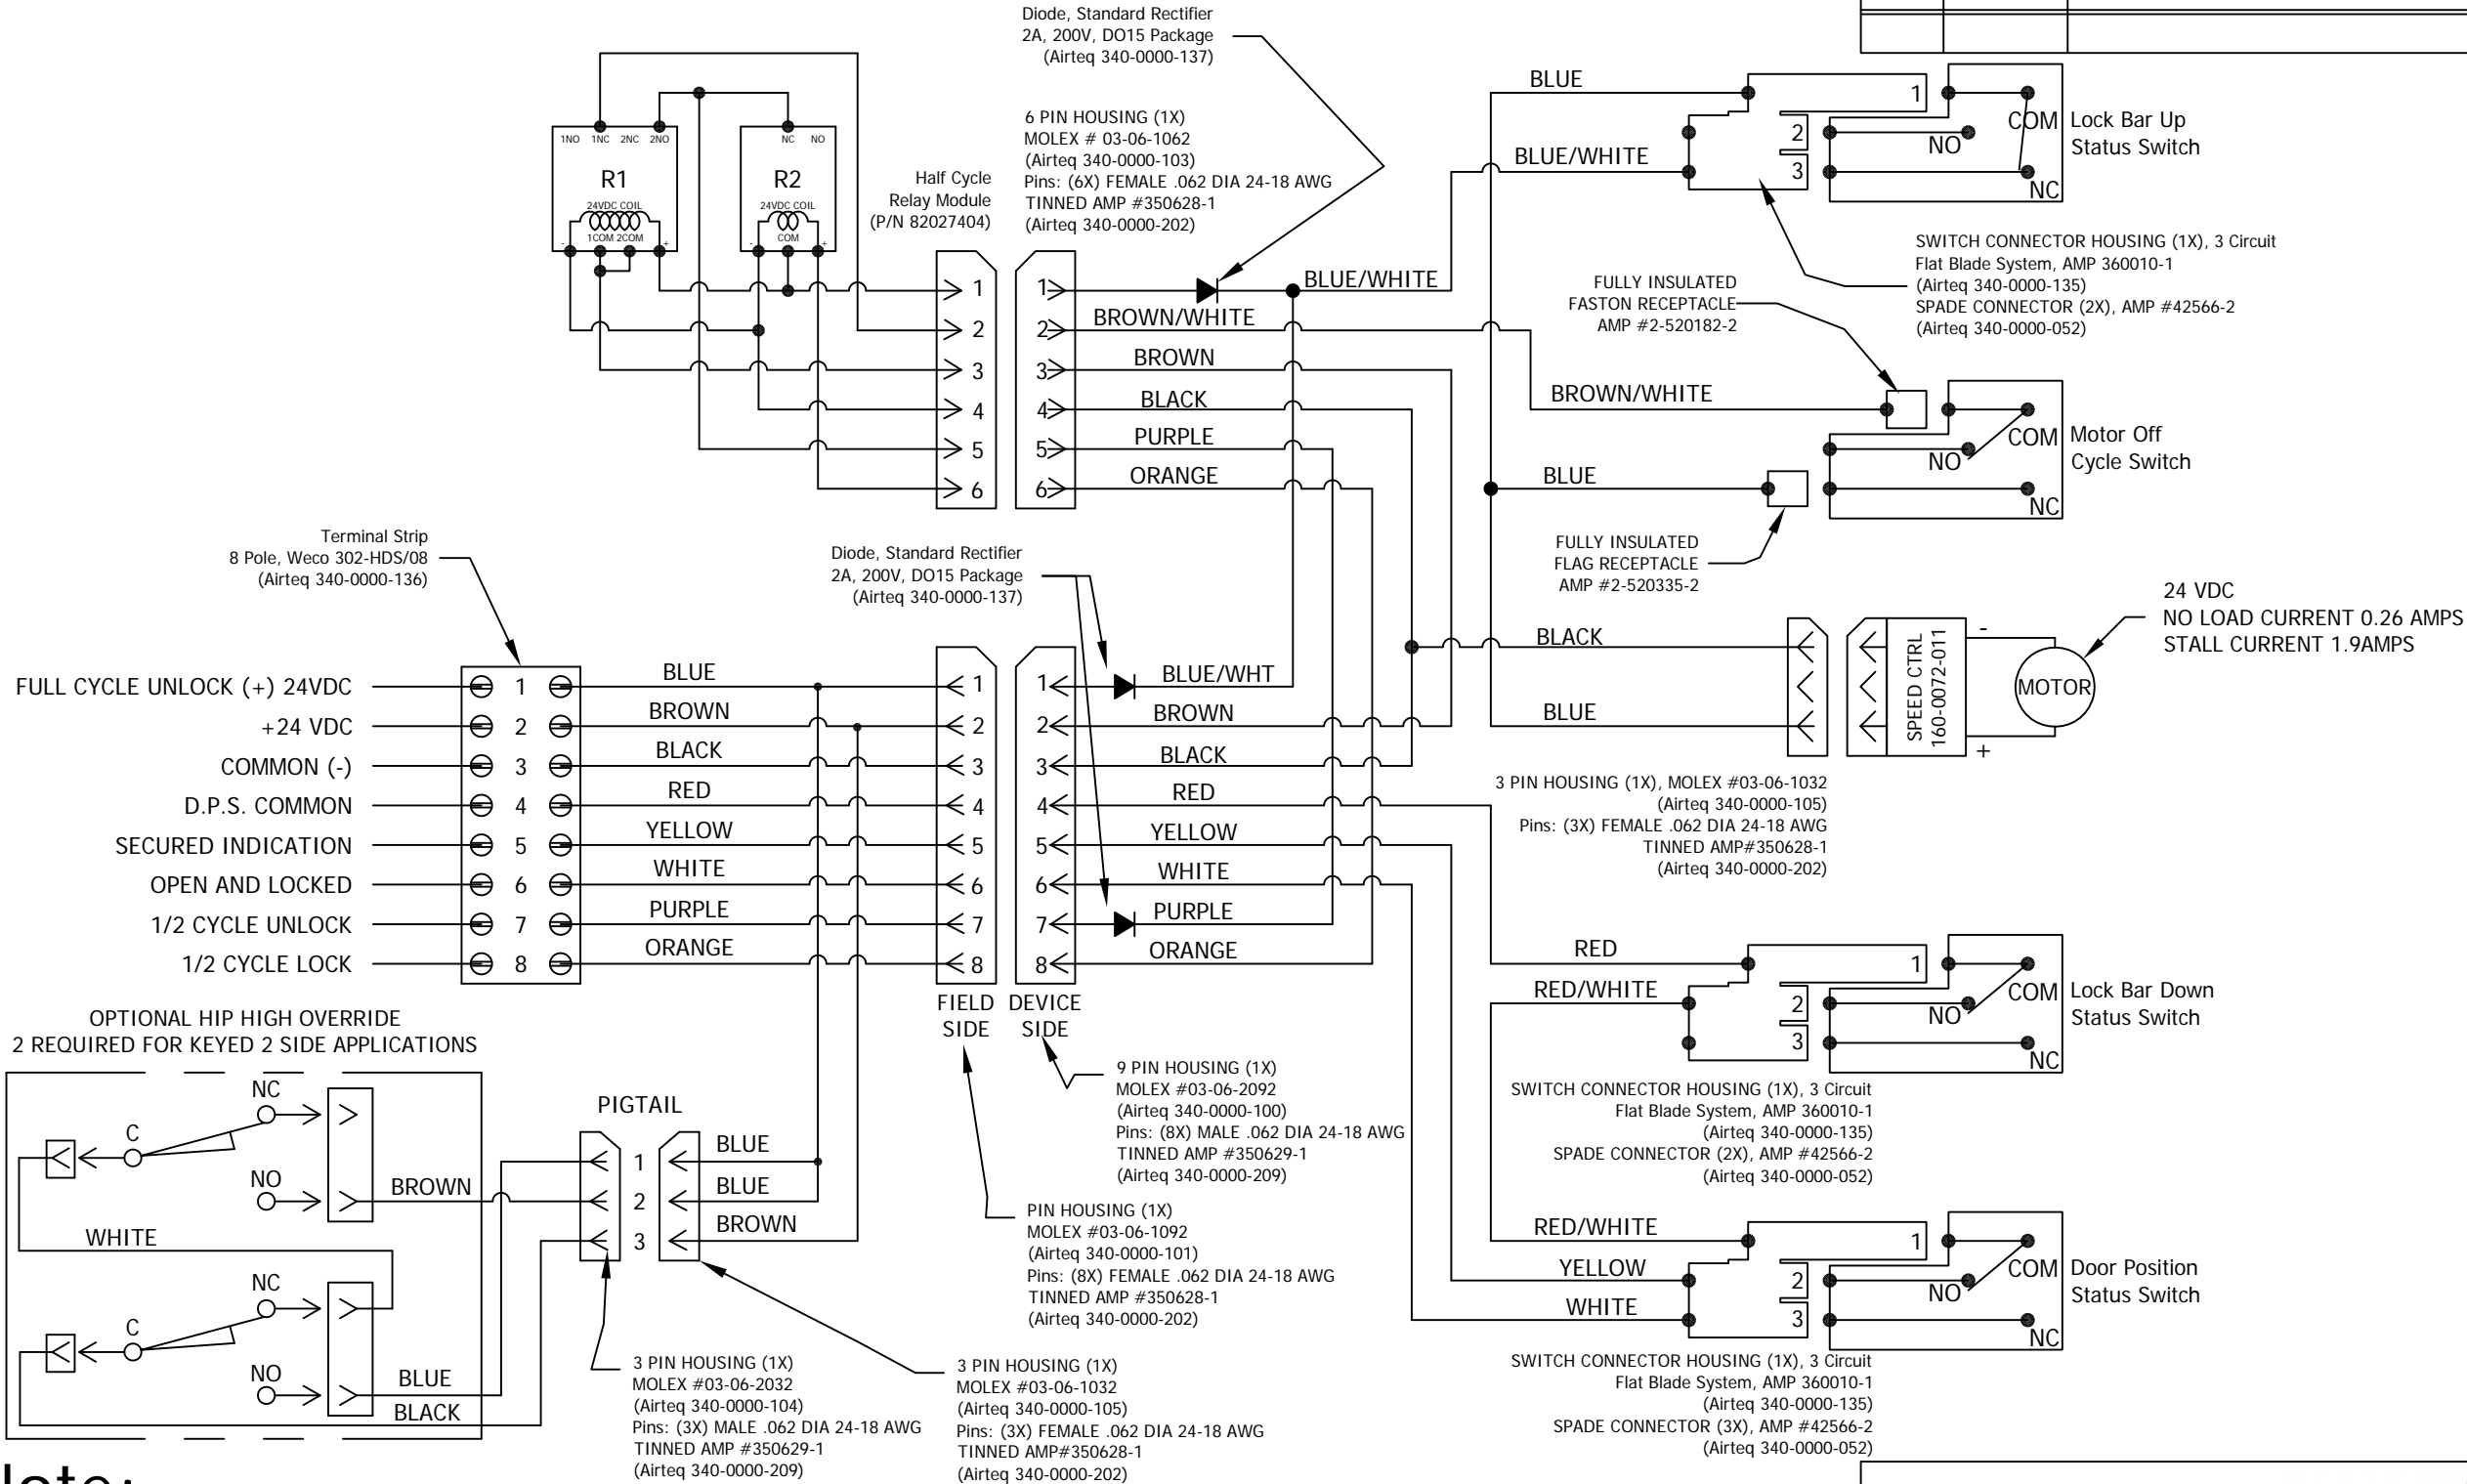 Diode, Standard Rectifier
2A, 200V, DO15 Package
(Airteq 340-0000-137)
6 PIN HOUSING (1X)
MOLEX # 03-06-1062
(Airteq 340-0000-103)
Pins: (6X) FEMALE .062 DIA 24-18 AWG
TINNED AMP #350628-1
(Airteq 340-0000-202)
1NO 1NC 2NC 2NO
R1
24VDC COIL
1COM 2COM
- +
NC NO
R2
24VDC COIL
COM
- +
Half Cycle
Relay Module
(P/N 82027404)
1
2
3
4
5
6
1
2
3
4
5
6
BLUE/WHITE
BROWN/WHITE
BROWN
BLACK
PURPLE
ORANGE
BLUE
BLUE/WHITE
1
2
3
COM
NO
NC
Lock Bar Up
Status Switch
SWITCH CONNECTOR HOUSING (1X), 3 Circuit
Flat Blade System, AMP 360010-1
(Airteq 340-0000-135)
SPADE CONNECTOR (2X), AMP #42566-2
(Airteq 340-0000-052)
FULLY INSULATED
FASTON RECEPTACLE
AMP #2-520182-2
BROWN/WHITE
BLUE
COM
NO
NC
Motor Off
Cycle Switch
FULLY INSULATED
FLAG RECEPTACLE
AMP #2-520335-2
BLACK
BLUE
SPEED CTRL
160-0072-011
-
+
MOTOR
24 VDC
NO LOAD CURRENT 0.26 AMPS
STALL CURRENT 1.9AMPS
3 PIN HOUSING (1X), MOLEX #03-06-1032
(Airteq 340-0000-105)
Pins: (3X) FEMALE .062 DIA 24-18 AWG
TINNED AMP#350628-1
(Airteq 340-0000-202)
Terminal Strip
8 Pole, Weco 302-HDS/08
(Airteq 340-0000-136)
Diode, Standard Rectifier
2A, 200V, DO15 Package
(Airteq 340-0000-137)
FULL CYCLE UNLOCK (+) 24VDC 1 BLUE 1 1 BLUE/WHT
+24 VDC 2 BROWN 2 2 BROWN
COMMON (-) 3 BLACK 3 3 BLACK
D.P.S. COMMON 4 RED 4 4 RED
SECURED INDICATION 5 YELLOW 5 5 YELLOW
OPEN AND LOCKED 6 WHITE 6 6 WHITE
1/2 CYCLE UNLOCK 7 PURPLE 7 7 PURPLE
1/2 CYCLE LOCK 8 ORANGE 8 8 ORANGE
FIELD
SIDE
DEVICE
SIDE
9 PIN HOUSING (1X)
MOLEX #03-06-2092
(Airteq 340-0000-100)
Pins: (8X) MALE .062 DIA 24-18 AWG
TINNED AMP #350629-1
(Airteq 340-0000-209)
PIN HOUSING (1X)
MOLEX #03-06-1092
(Airteq 340-0000-101)
Pins: (8X) FEMALE .062 DIA 24-18 AWG
TINNED AMP #350628-1
(Airteq 340-0000-202)
RED
RED/WHITE
1
2
3
COM
NO
NC
Lock Bar Down
Status Switch
SWITCH CONNECTOR HOUSING (1X), 3 Circuit
Flat Blade System, AMP 360010-1
(Airteq 340-0000-135)
SPADE CONNECTOR (2X), AMP #42566-2
(Airteq 340-0000-052)
RED/WHITE
YELLOW
WHITE
1
2
3
COM
NO
NC
Door Position
Status Switch
SWITCH CONNECTOR HOUSING (1X), 3 Circuit
Flat Blade System, AMP 360010-1
(Airteq 340-0000-135)
SPADE CONNECTOR (3X), AMP #42566-2
(Airteq 340-0000-052)
OPTIONAL HIP HIGH OVERRIDE
2 REQUIRED FOR KEYED 2 SIDE APPLICATIONS
NC
C
NO
BROWN
WHITE
NC
C
NO
BLUE
BLACK
PIGTAIL
1 BLUE
2 BLUE
3 BROWN
3 PIN HOUSING (1X)
MOLEX #03-06-2032
(Airteq 340-0000-104)
Pins: (3X) MALE .062 DIA 24-18 AWG
TINNED AMP #350629-1
(Airteq 340-0000-209)
3 PIN HOUSING (1X)
MOLEX #03-06-1032
(Airteq 340-0000-105)
Pins: (3X) FEMALE .062 DIA 24-18 AWG
TINNED AMP#350628-1
(Airteq 340-0000-202)